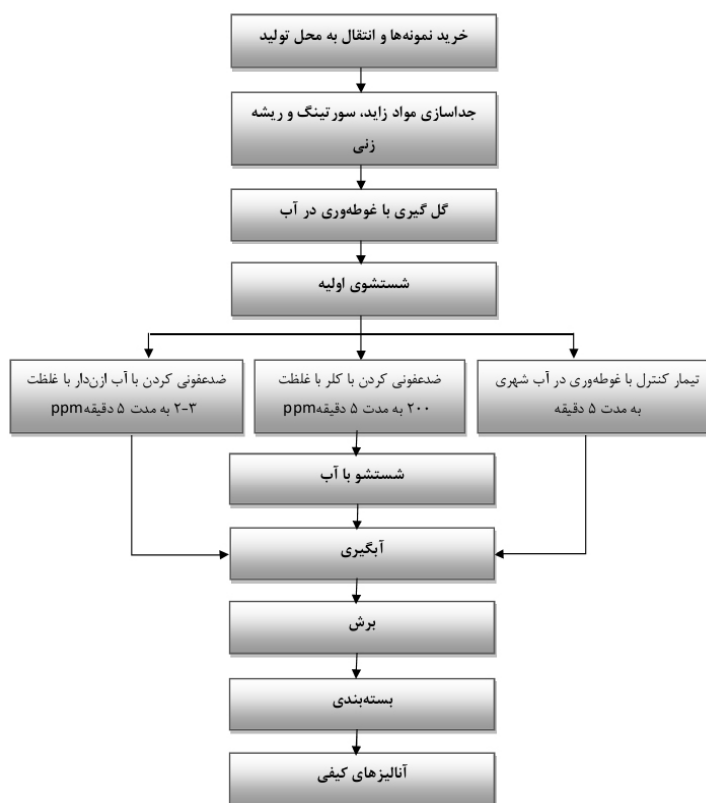 خرید نمونه‌ها و انتقال به محل تولید
جداسازی مواد زاید، سورتینگ و ریشه
زنی
گل گیری با غوطه‌وری در آب
شستشوی اولیه
تیمار کنترل با غوطه‌وری در آب شهری
به مدت ۵ دقیقه
ضدعفونی کردن با کلر با غلظت
۲۰۰ به مدت ۵ دقیقه ppm
ضدعفونی کردن با آب ازن‌دار با غلظت
۲-۳ به مدت ۵ دقیقه ppm
شستشو با آب
آبگیری
برش
بسته‌بندی
آنالیزهای کیفی